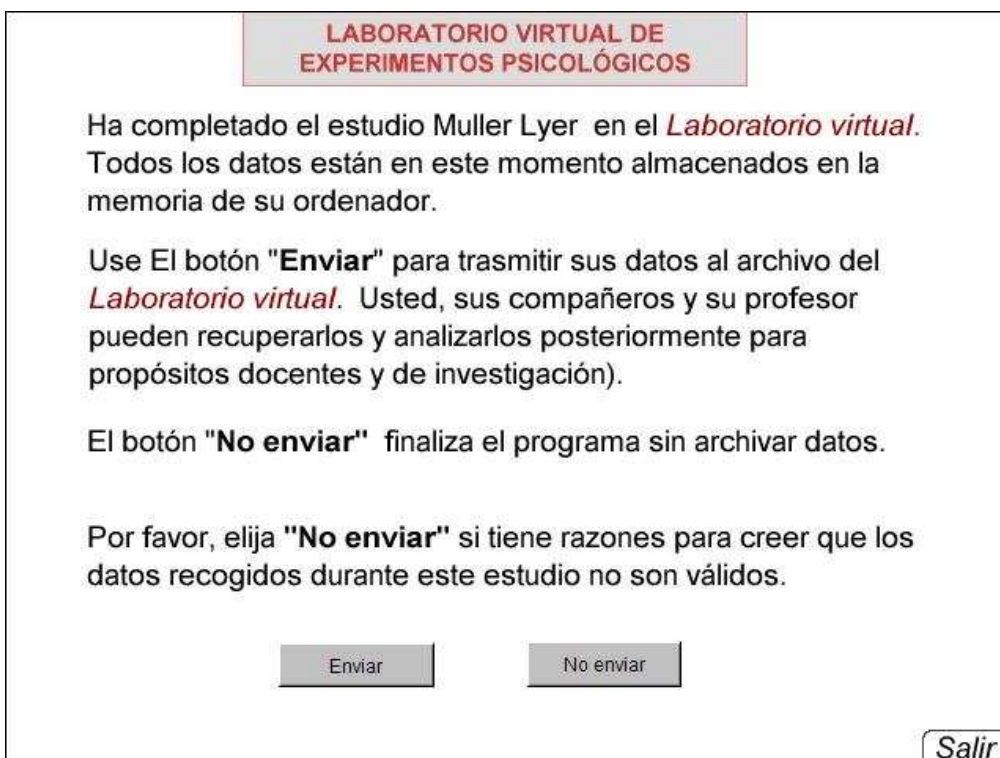 LABORATORIO VIRTUAL DE
EXPERIMENTOS PSICOLÓGICOS
Ha completado el estudio Muller Lyer en el Laboratorio virtual.
Todos los datos están en este momento almacenados en la
memoria de su ordenador.
Use El botón "Enviar" para trasmitir sus datos al archivo del
Laboratorio virtual. Usted, sus compañeros y su profesor
pueden recuperarlos y analizarlos posteriormente para
propósitos docentes y de investigación).
El botón "No enviar" finaliza el programa sin archivar datos.
Por favor, elija "No enviar" si tiene razones para creer que los
datos recogidos durante este estudio no son válidos.
Enviar No enviar
Salir